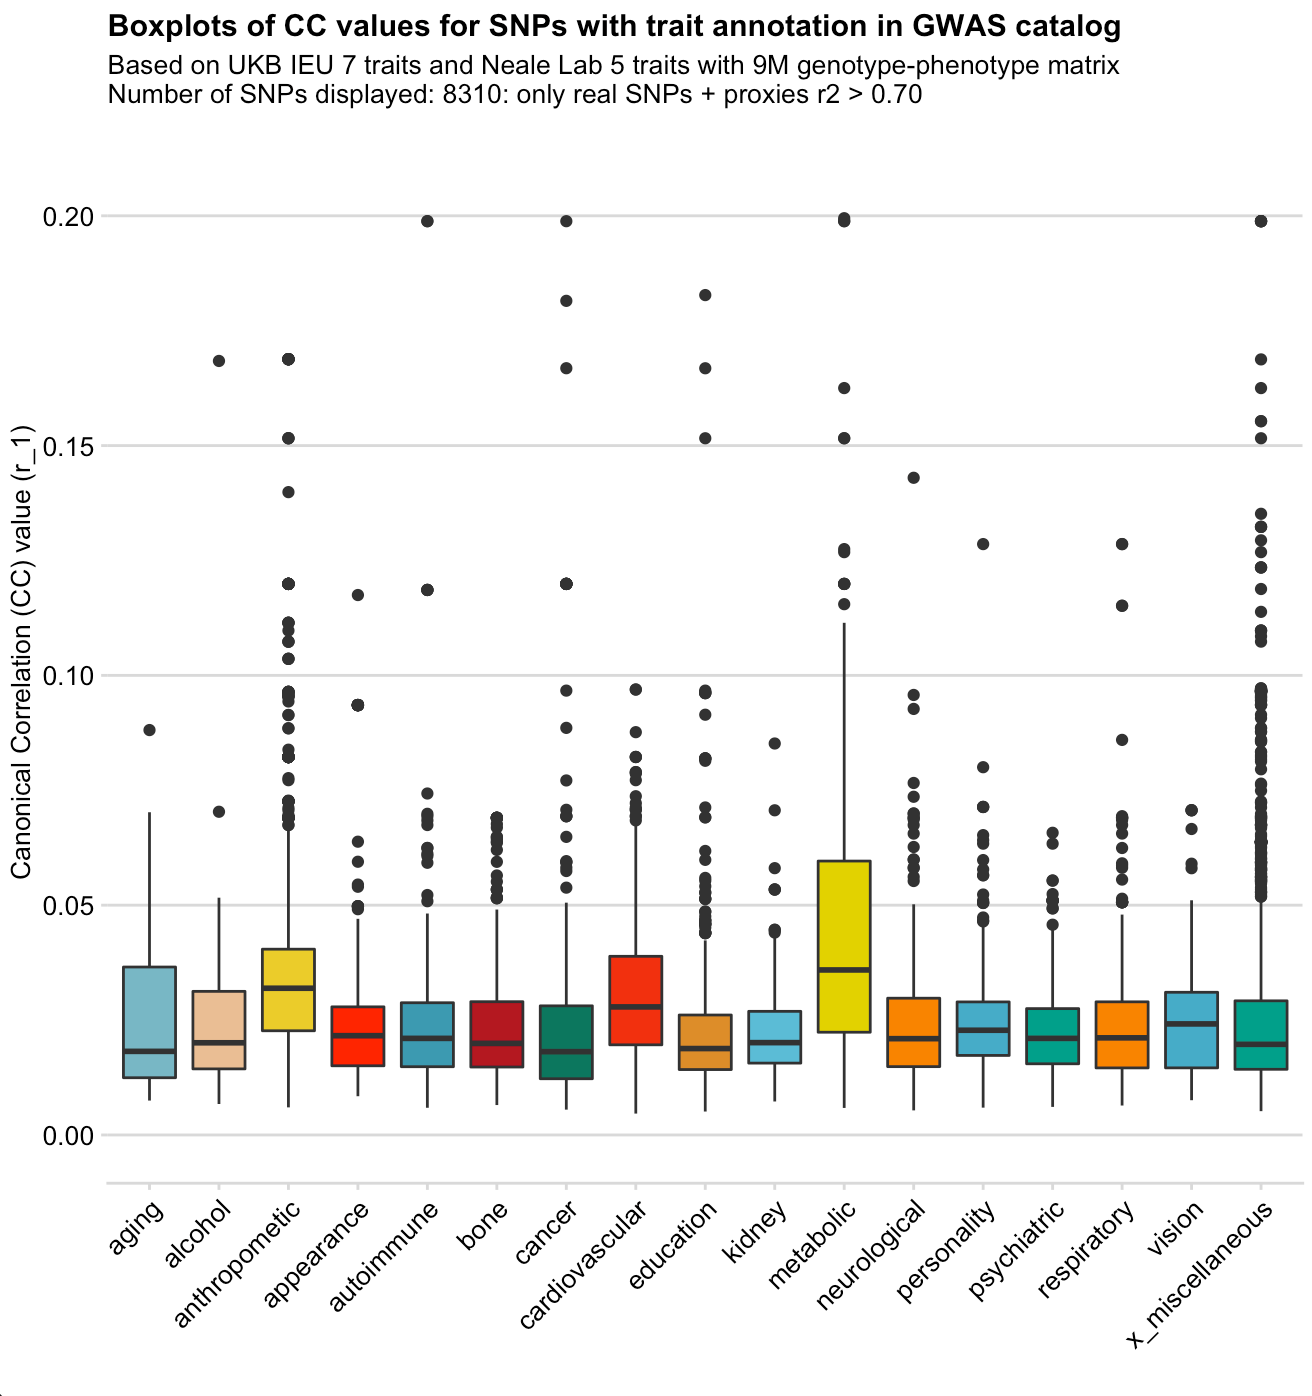 Boxplots of CC values for SNPs with trait annotation in GWAS catalog
Based on UKB IEU 7 traits and Neale Lab 5 traits with 9M genotype-phenotype matrix
Number of SNPs displayed: 8310: only real SNPs + proxies r2 > 0.70
Canonical Correlation (CC) value (r_1)
0.20
0.15
0.10
0.05
0.00
aging
alcohol
anthropometic
appearance
autoimmune
bone
cancer
cardiovascular
education
kidney
metabolic
neurological
personality
psychiatric
respiratory
vision
x_miscellaneous